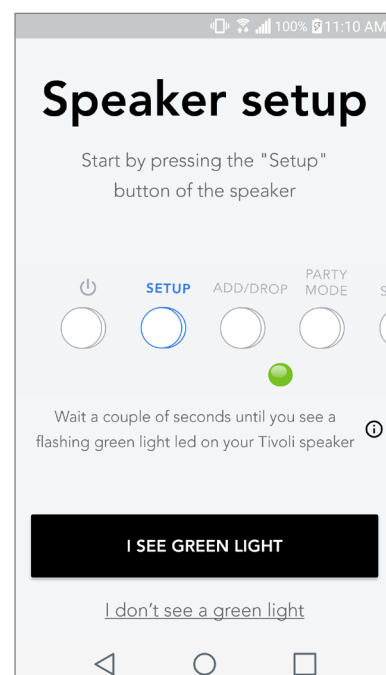 100% 11:10 AM
Speaker setup
Start by pressing the "Setup"
button of the speaker
PARTY
SETUP ADD/DROP MODE S
Wait a couple of seconds until you see a
flashing green light led on your Tivoli speaker
I SEE GREEN LIGHT
I don't see a green light